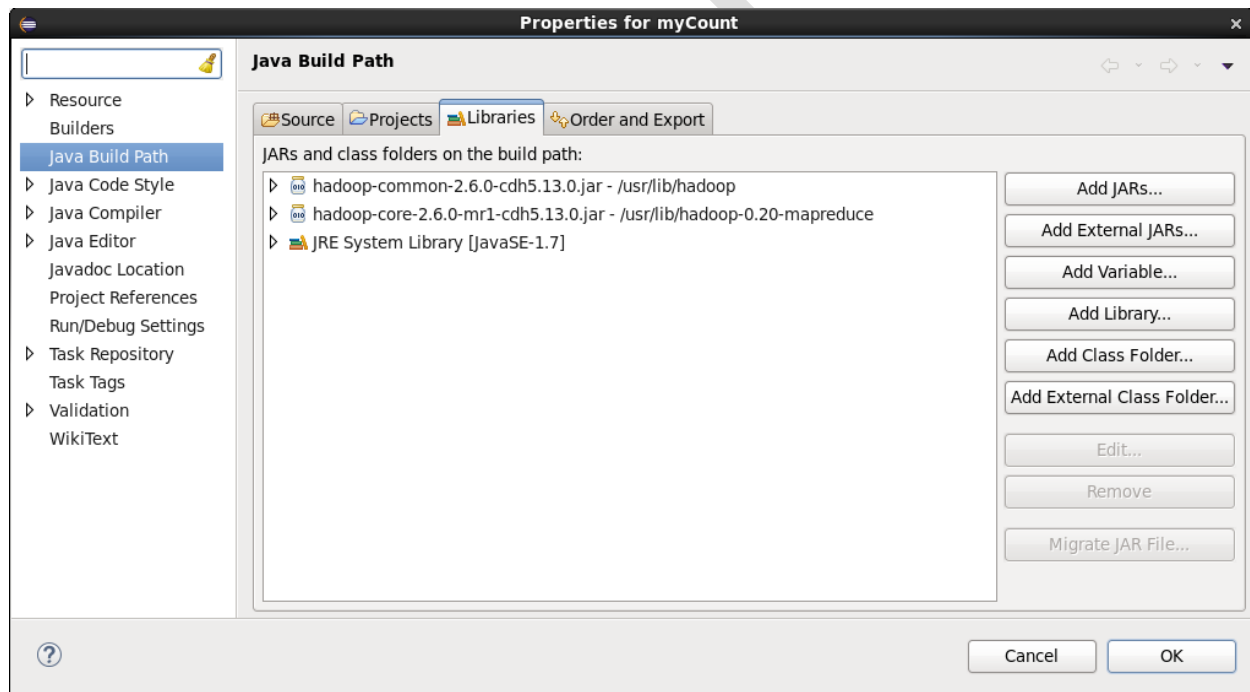 Properties for myCount
Java Build Path
Resource
Builders
Java Build Path
Java Code Style
Java Compiler
Java Editor
Javadoc Location
Project References
Run/Debug Settings
Task Repository
Task Tags
Validation
WikiText
Source Projects Libraries Order and Export
JARs and class folders on the build path:
hadoop-common-2.6.0-cdh5.13.0.jar - /usr/lib/hadoop
hadoop-core-2.6.0-mr1-cdh5.13.0.jar - /usr/lib/hadoop-0.20-mapreduce
JRE System Library [JavaSE-1.7]
Add JARs...
Add External JARs...
Add Variable...
Add Library...
Add Class Folder...
Add External Class Folder...
Edit...
Remove
Migrate JAR File...
Cancel
OK